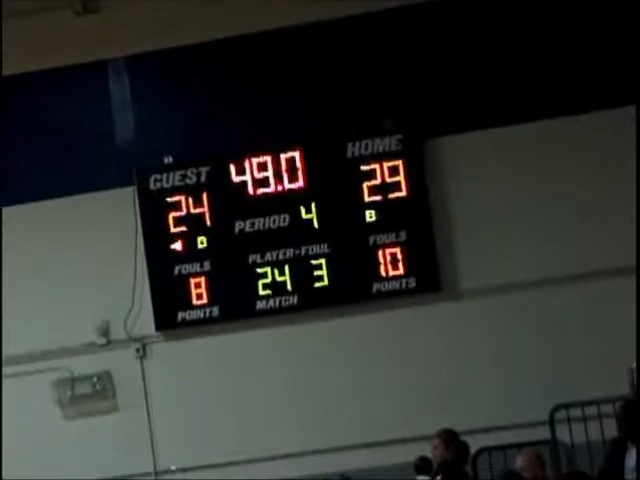 GUEST 49.0 HOME
24 29
PERIOD 4
B B
PLAYER-FOUL
FOULS FOULS
8 24 3 10
POINTS MATCH POINTS